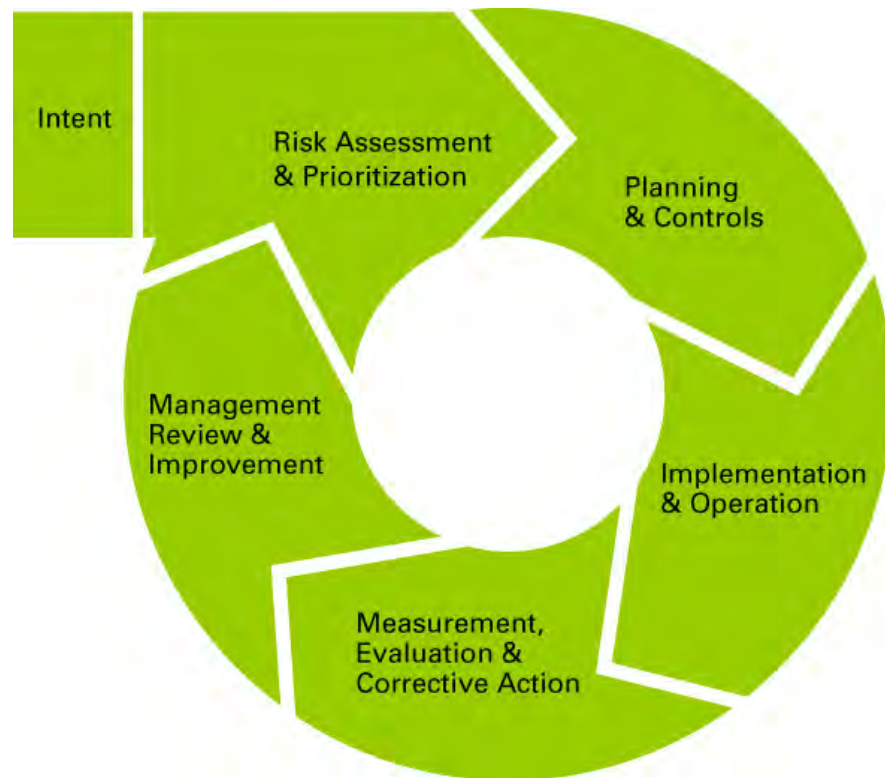 Intent
Risk Assessment
& Prioritization
Planning
& Controls
Implementation
& Operation
Measurement,
Evaluation &
Corrective Action
Management
Review &
Improvement